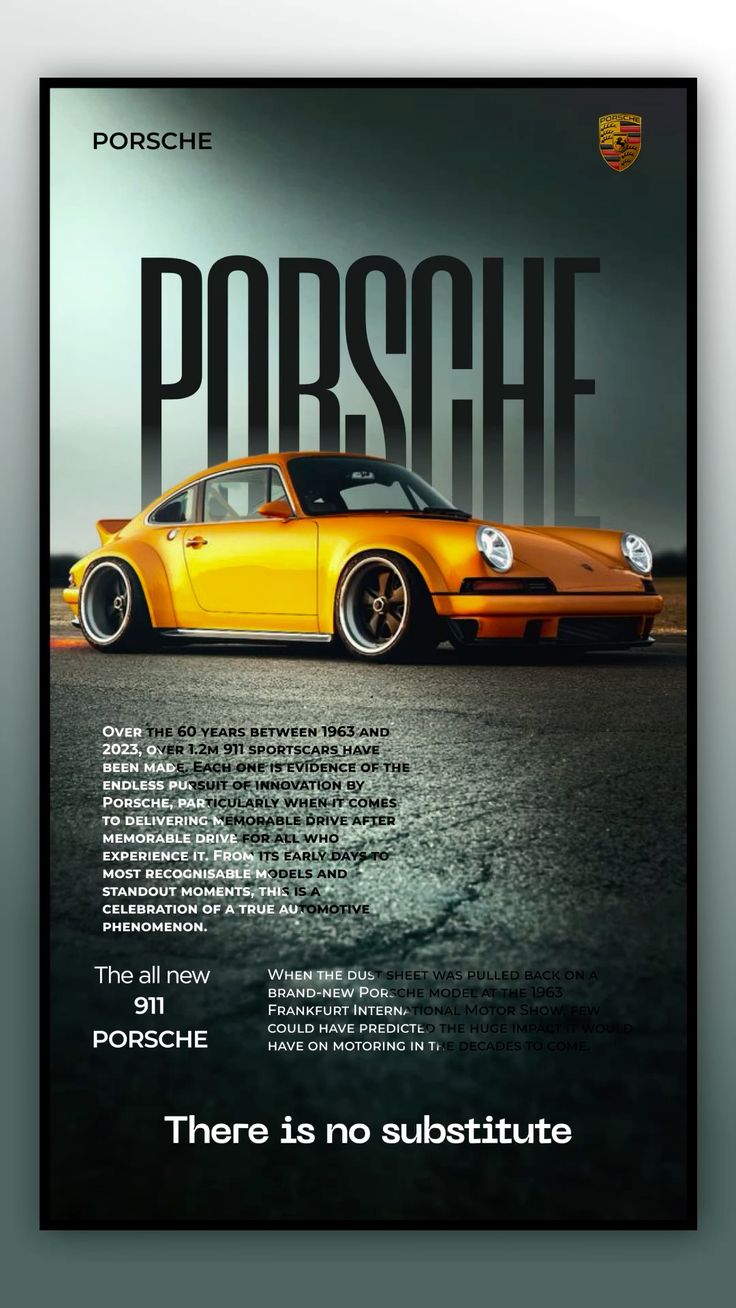 PORSCHE
PORSCHE
PORSCHE
OVER THE 60 YEARS BETWEEN 1963 AND
2023, OVER 1.2M 911 SPORTSCARS HAVE
BEEN MADE. EACH ONE IS EVIDENCE OF THE
ENDLESS PURSUIT OF INNOVATION BY
PORSCHE, PARTICULARLY WHEN IT COMES
TO DELIVERING MEMORABLE DRIVE AFTER
MEMORABLE DRIVE FOR ALL WHO
EXPERIENCE IT. FROM ITS EARLY DAYS TO
MOST RECOGNISABLE MODELS AND
STANDOUT MOMENTS, THIS IS A
CELEBRATION OF A TRUE AUTOMOTIVE
PHENOMENON.
The all new
911
PORSCHE
WHEN THE DUST SHEET WAS PULLED BACK ON A
BRAND-NEW PORSCHE MODEL AT THE 1963
FRANKFURT INTERNATIONAL MOTOR SHOW, FEW
COULD HAVE PREDICTED THE HUGE IMPACT IT WOULD
HAVE ON MOTORING IN THE DECADES TO COME.
There is no substitute